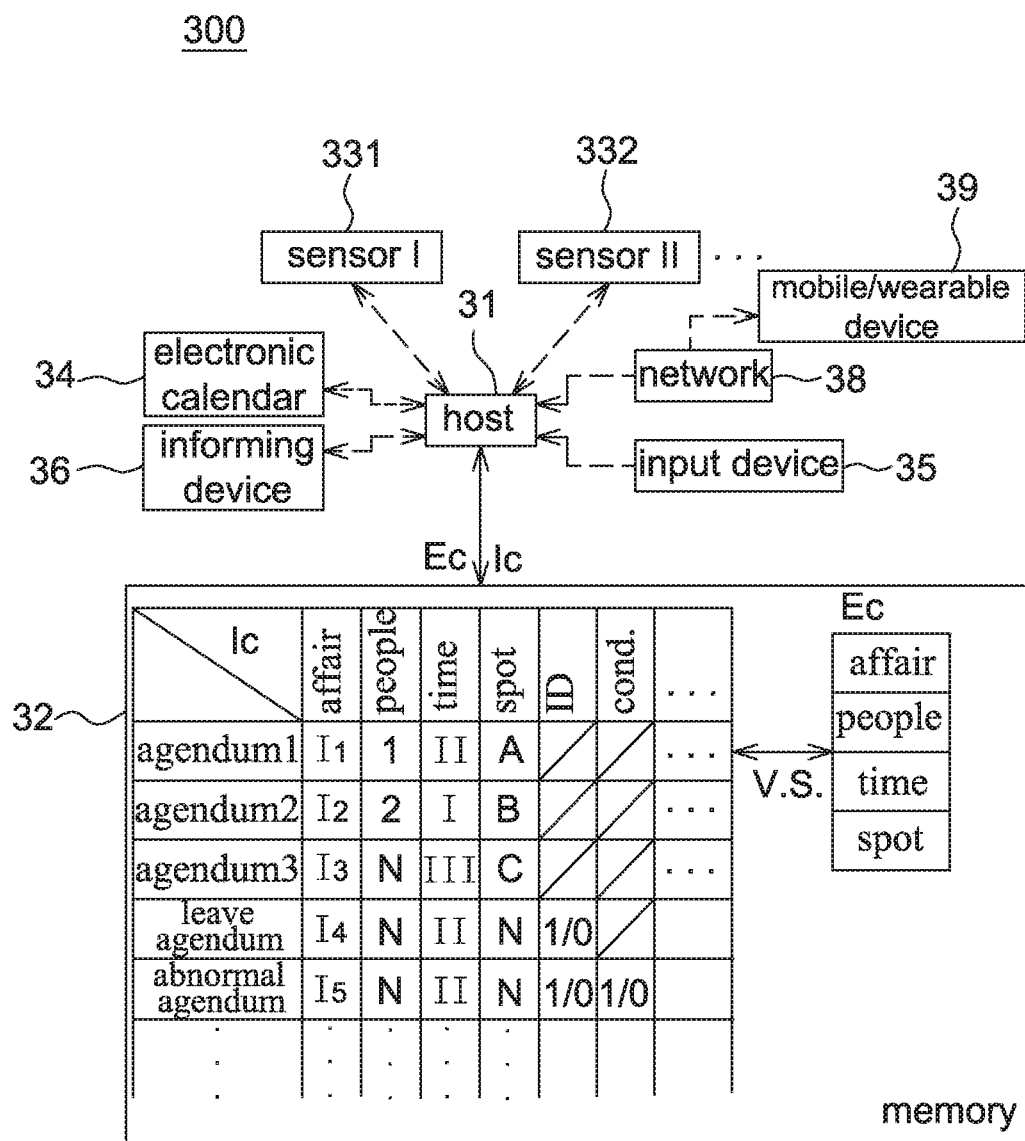 300
331
332
39
sensor I
sensor II
. . .
mobile/wearable
device
31
34
electronic
calendar
network
38
host
36
informing
device
input device
35
Ec
Ic
Ec
Ic
affair
people
time
spot
ID
cond.
. . .
affair
people
time
spot
32
agendum1 I1 1 II A . . .
V.S.
agendum2 I2 2 I B . . .
agendum3 I3 N III C . . .
leave
agendum I4 N II N 1/0
abnormal
agendum I5 N II N 1/0 1/0
memory